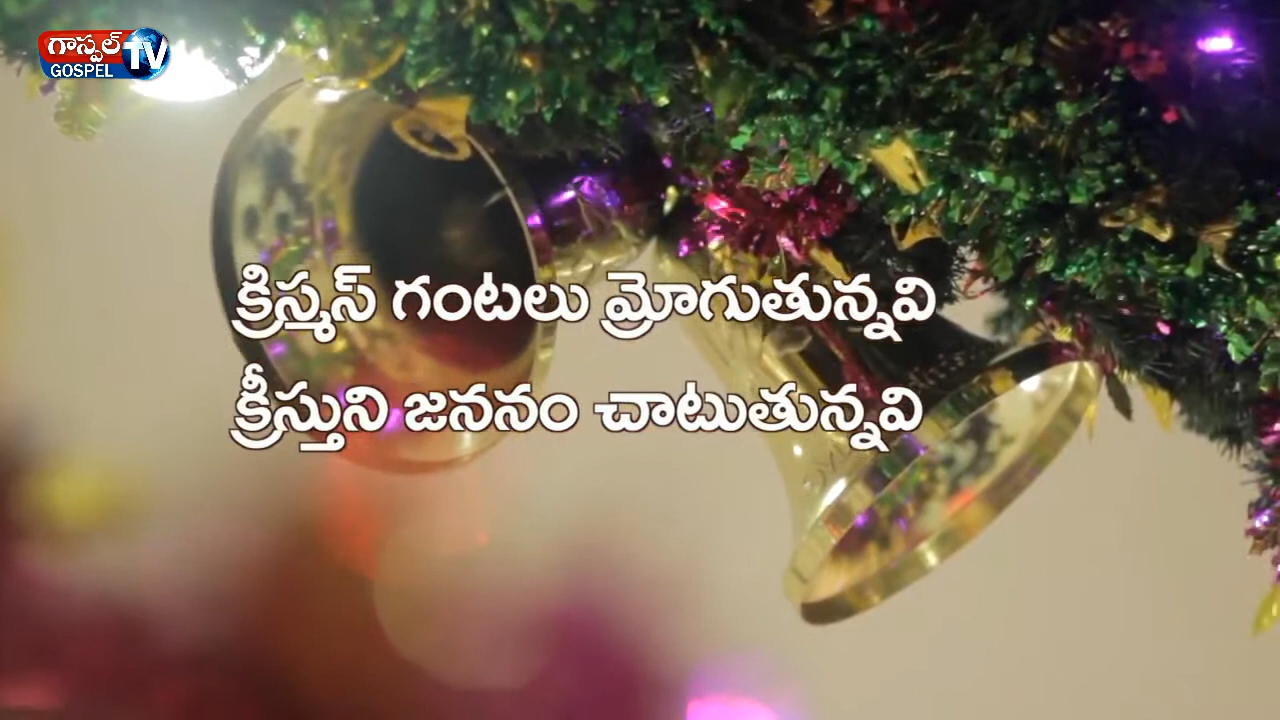 గాస్పల్ TV
GOSPEL
క్రిస్మస్ గంటలు మ్రోగుతున్నవి
క్రీస్తుని జననం చాటుతున్నవి